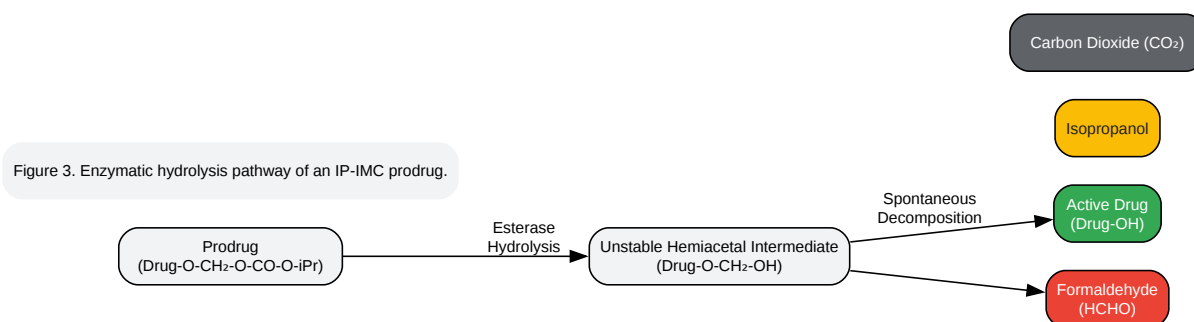 Carbon Dioxide (CO₂)
Isopropanol
Figure 3. Enzymatic hydrolysis pathway of an IP-IMC prodrug.
Prodrug
(Drug-O-CH₂-O-CO-O-iPr)
Esterase
Hydrolysis
Unstable Hemiacetal Intermediate
(Drug-O-CH₂-OH)
Spontaneous
Decomposition
Active Drug
(Drug-OH)
Formaldehyde
(HCHO)